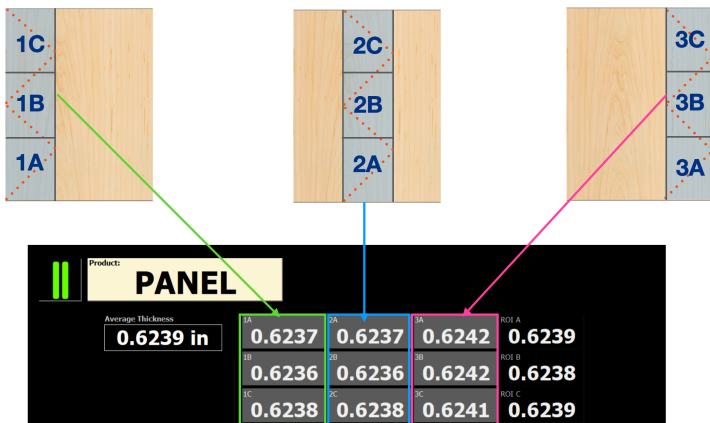 1C
1B
1A
2C
2B
2A
3C
3B
3A
Product:
PANEL
Average Thickness
0.6239 in
1A 0.6237 2A 0.6237 3A 0.6242 ROI A 0.6239
1B 0.6236 2B 0.6236 3B 0.6242 ROI B 0.6238
1C 0.6238 2C 0.6238 3C 0.6241 ROI C 0.6239